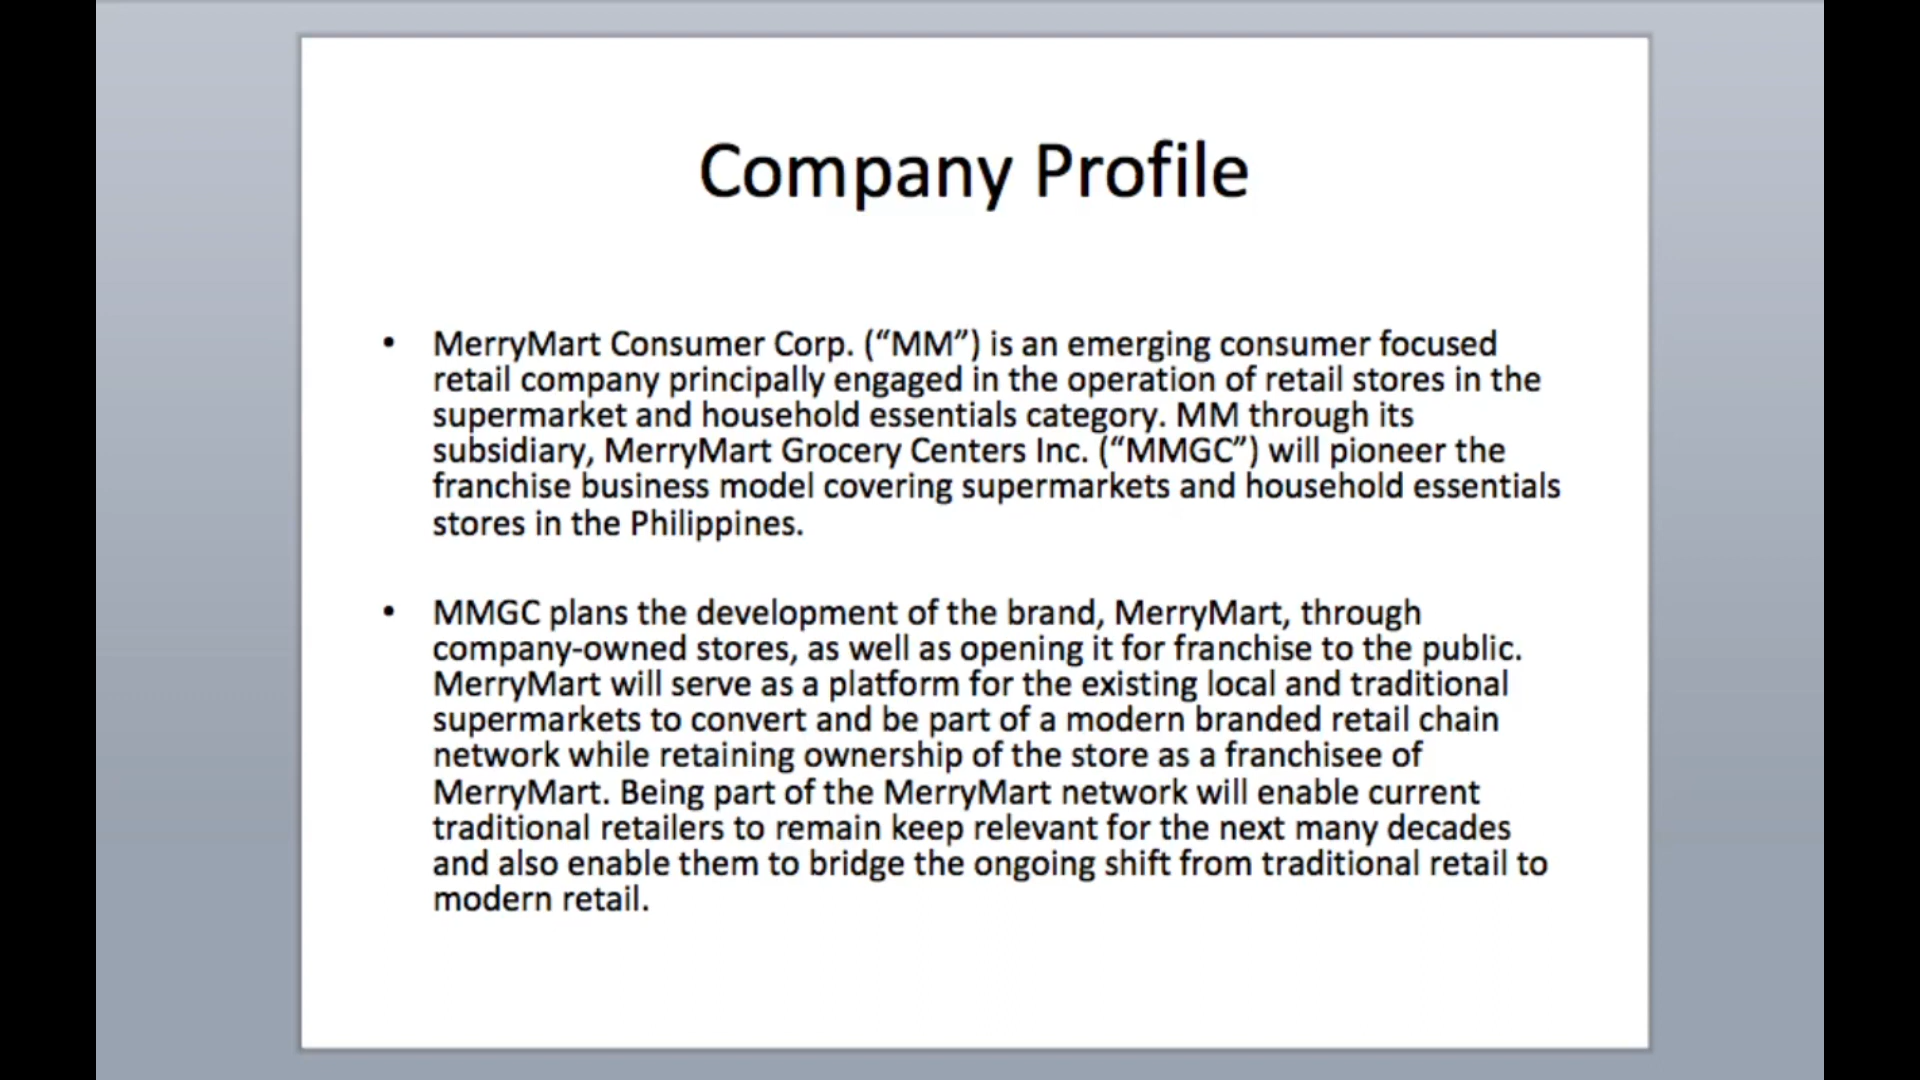 Company Profile
• MerryMart Consumer Corp. (“MM”) is an emerging consumer focused
retail company principally engaged in the operation of retail stores in the
supermarket and household essentials category. MM through its
subsidiary, MerryMart Grocery Centers Inc. (“MMGC”) will pioneer the
franchise business model covering supermarkets and household essentials
stores in the Philippines.
• MMGC plans the development of the brand, MerryMart, through
company-owned stores, as well as opening it for franchise to the public.
MerryMart will serve as a platform for the existing local and traditional
supermarkets to convert and be part of a modern branded retail chain
network while retaining ownership of the store as a franchisee of
MerryMart. Being part of the MerryMart network will enable current
traditional retailers to remain keep relevant for the next many decades
and also enable them to bridge the ongoing shift from traditional retail to
modern retail.